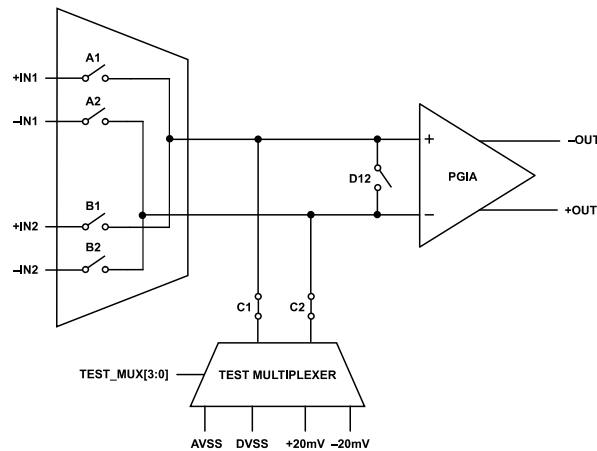 A1
+IN1
A2
–IN1
+
–OUT
D12
PGIA
B1
+IN2
–
+OUT
B2
–IN2
C1
C2
TEST_MUX[3:0]
TEST MULTIPLEXER
AVSS
DVSS
+20mV
–20mV